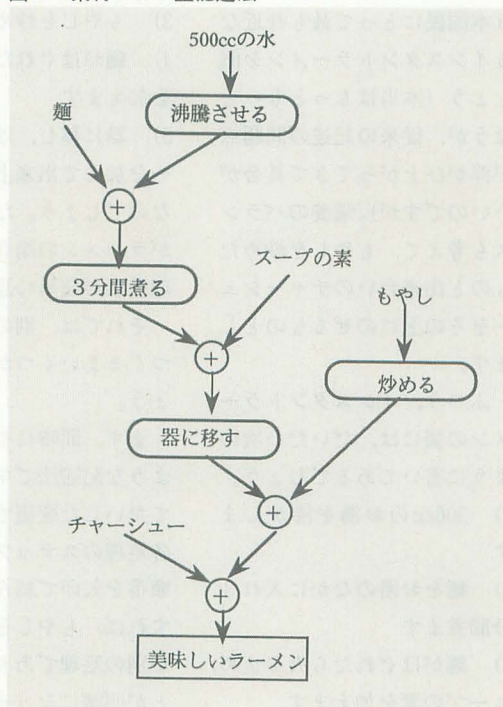 500ccの水
麺
沸騰させる
+
3分間煮る
スープの素
もやし
+
炒める
器に移す
+
チャーシュー
+
美味しいラーメン